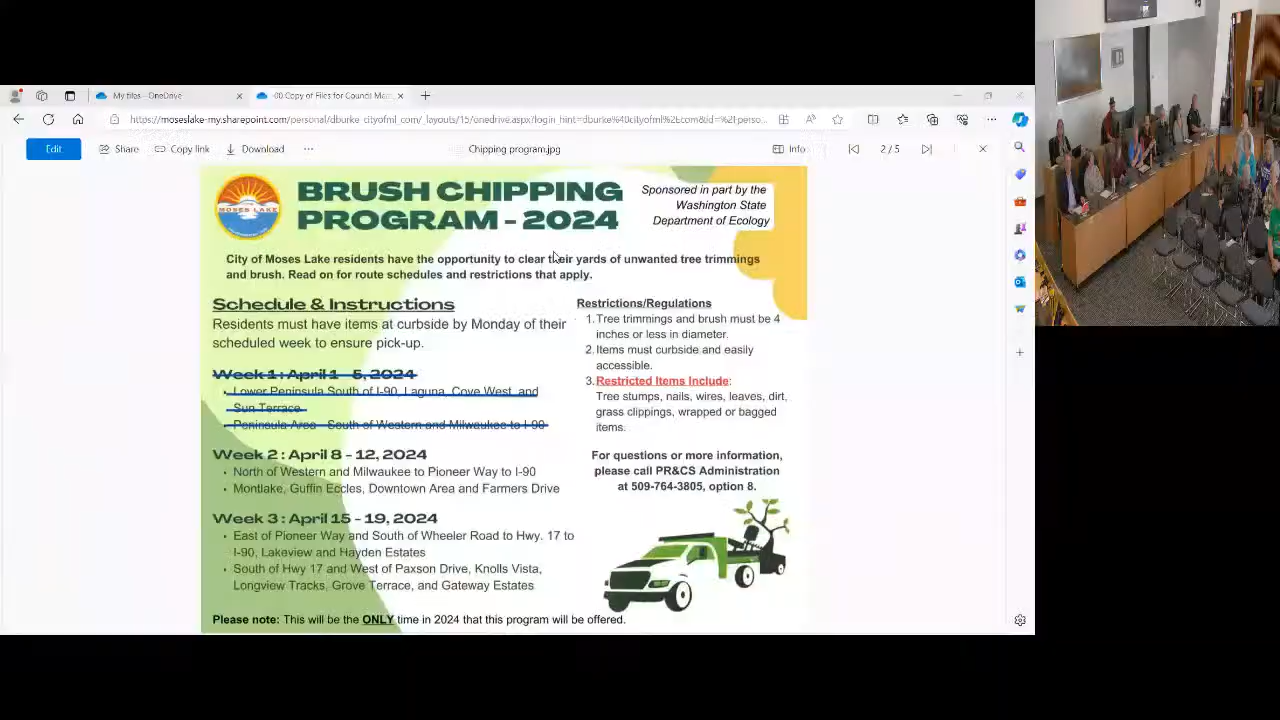 My files - OneDrive
00 Copy of Files for Council Mee
Edit
Share
Copy link
Download
Chipping program.jpg
Info
2 / 5
MOSES LAKE
BRUSH CHIPPING
PROGRAM - 2024
Sponsored in part by the
Washington State
Department of Ecology
City of Moses Lake residents have the opportunity to clear their yards of unwanted tree trimmings
and brush. Read on for route schedules and restrictions that apply.
Schedule & Instructions
Residents must have items at curbside by Monday of their
scheduled week to ensure pick-up.
Week 1 : April 1 - 5, 2024
Lower Peninsula South of I-90, Laguna, Cove West, and
Sun Terrace
Peninsula Area - South of Western and Milwaukee to I-90
Week 2 : April 8 - 12, 2024
North of Western and Milwaukee to Pioneer Way to I-90
Montlake, Guffin Eccles, Downtown Area and Farmers Drive
Week 3 : April 15 - 19, 2024
East of Pioneer Way and South of Wheeler Road to Hwy. 17 to
I-90, Lakeview and Hayden Estates
South of Hwy 17 and West of Paxson Drive, Knolls Vista,
Longview Tracks, Grove Terrace, and Gateway Estates
Restrictions/Regulations
1. Tree trimmings and brush must be 4
inches or less in diameter.
2. Items must curbside and easily
accessible.
3. Restricted Items Include:
Tree stumps, nails, wires, leaves, dirt,
grass clippings, wrapped or bagged
items.
For questions or more information,
please call PR&CS Administration
at 509-764-3805, option 8.
Please note: This will be the ONLY time in 2024 that this program will be offered.